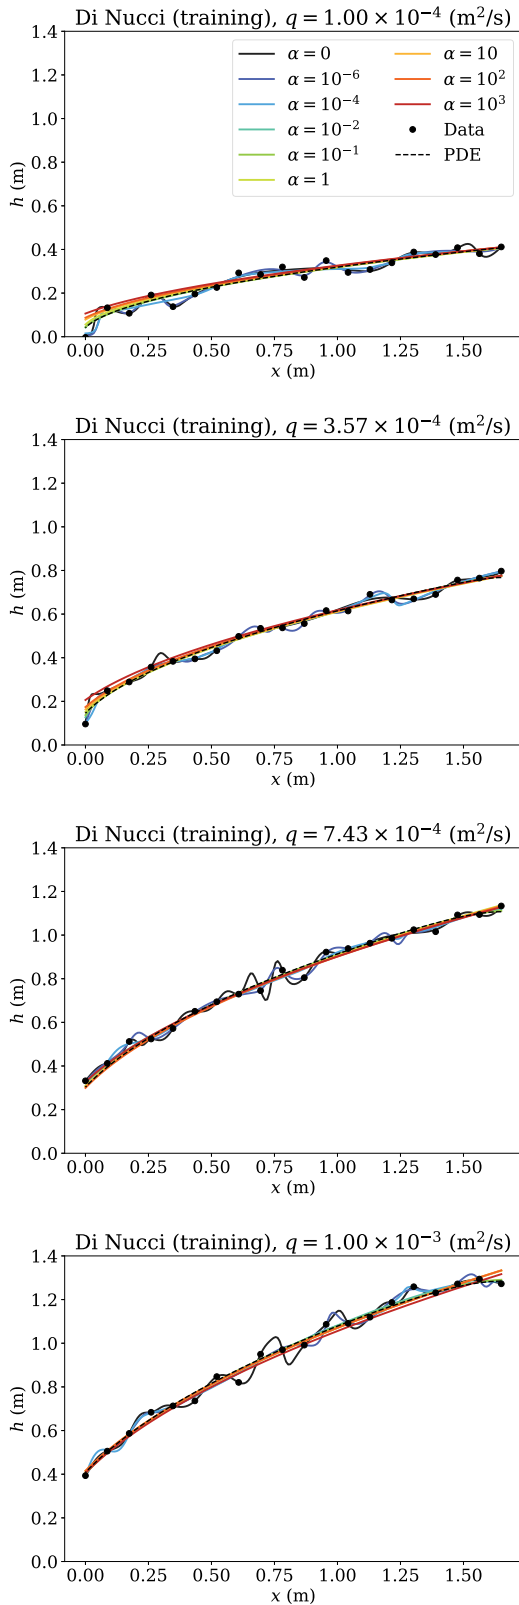 Di Nucci (training), q = 1.00 × 10⁻⁴ (m²/s)
1.4
1.2
1.0
0.8
0.6
0.4
0.2
0.0
h (m)
α = 0
α = 10⁻⁶
α = 10⁻⁴
α = 10⁻²
α = 10⁻¹
α = 1
α = 10
α = 10²
α = 10³
Data
PDE
0.00 0.25 0.50 0.75 1.00 1.25 1.50
x (m)
Di Nucci (training), q = 3.57 × 10⁻⁴ (m²/s)
1.4
1.2
1.0
0.8
0.6
0.4
0.2
0.0
h (m)
0.00 0.25 0.50 0.75 1.00 1.25 1.50
x (m)
Di Nucci (training), q = 7.43 × 10⁻⁴ (m²/s)
1.4
1.2
1.0
0.8
0.6
0.4
0.2
0.0
h (m)
0.00 0.25 0.50 0.75 1.00 1.25 1.50
x (m)
Di Nucci (training), q = 1.00 × 10⁻³ (m²/s)
1.4
1.2
1.0
0.8
0.6
0.4
0.2
0.0
h (m)
0.00 0.25 0.50 0.75 1.00 1.25 1.50
x (m)